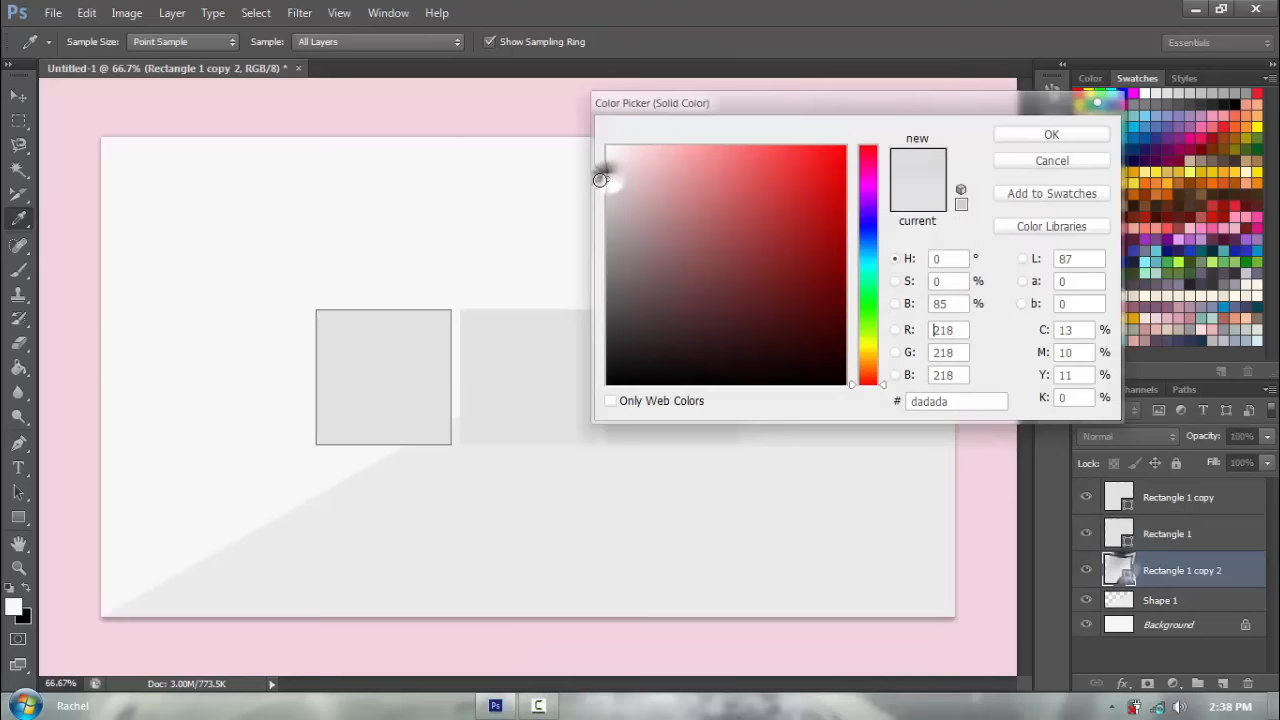 Ps File Edit Image Layer Type Select Filter View Window Help
Sample Size: Point Sample Sample: All Layers Show Sampling Ring Essentials
Untitled-1 @ 66.7% (Rectangle 1 copy 2, RGB/8) * ×
Color Swatches Styles
Color Picker (Solid Color)
new
current
OK
Cancel
Add to Swatches
Color Libraries
H: 0 ° L: 87
S: 0 % a: 0
B: 85 % b: 0
R: 218 C: 13 %
G: 218 M: 10 %
B: 218 Y: 11 %
# dadada K: 0 %
Only Web Colors
Paths
Normal Opacity: 100%
Lock: Fill: 100%
Rectangle 1 copy
Rectangle 1
Rectangle 1 copy 2
Shape 1
Background
66.67% Doc: 3.00M/773.5K
fx
Rachel Ps C 2:38 PM